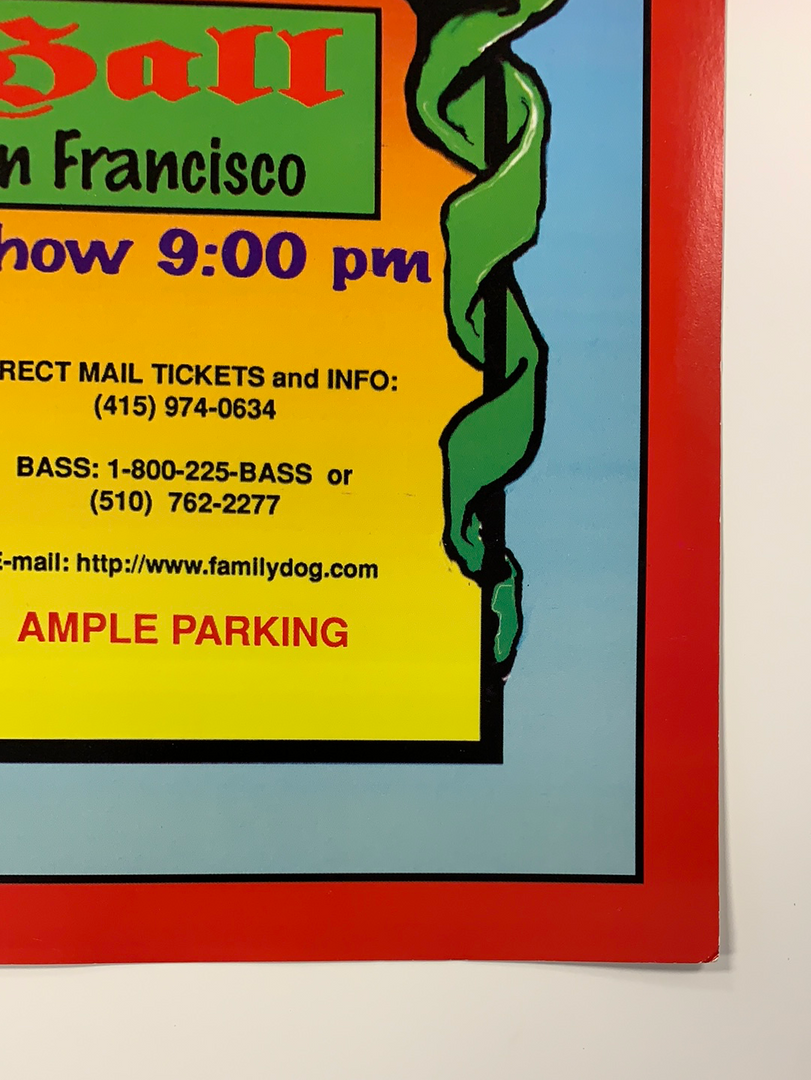 Ball
n Francisco
how 9:00 pm
RECT MAIL TICKETS and INFO:
(415) 974-0634
BASS: 1-800-225-BASS or
(510) 762-2277
E-mail: http://www.familydog.com
AMPLE PARKING